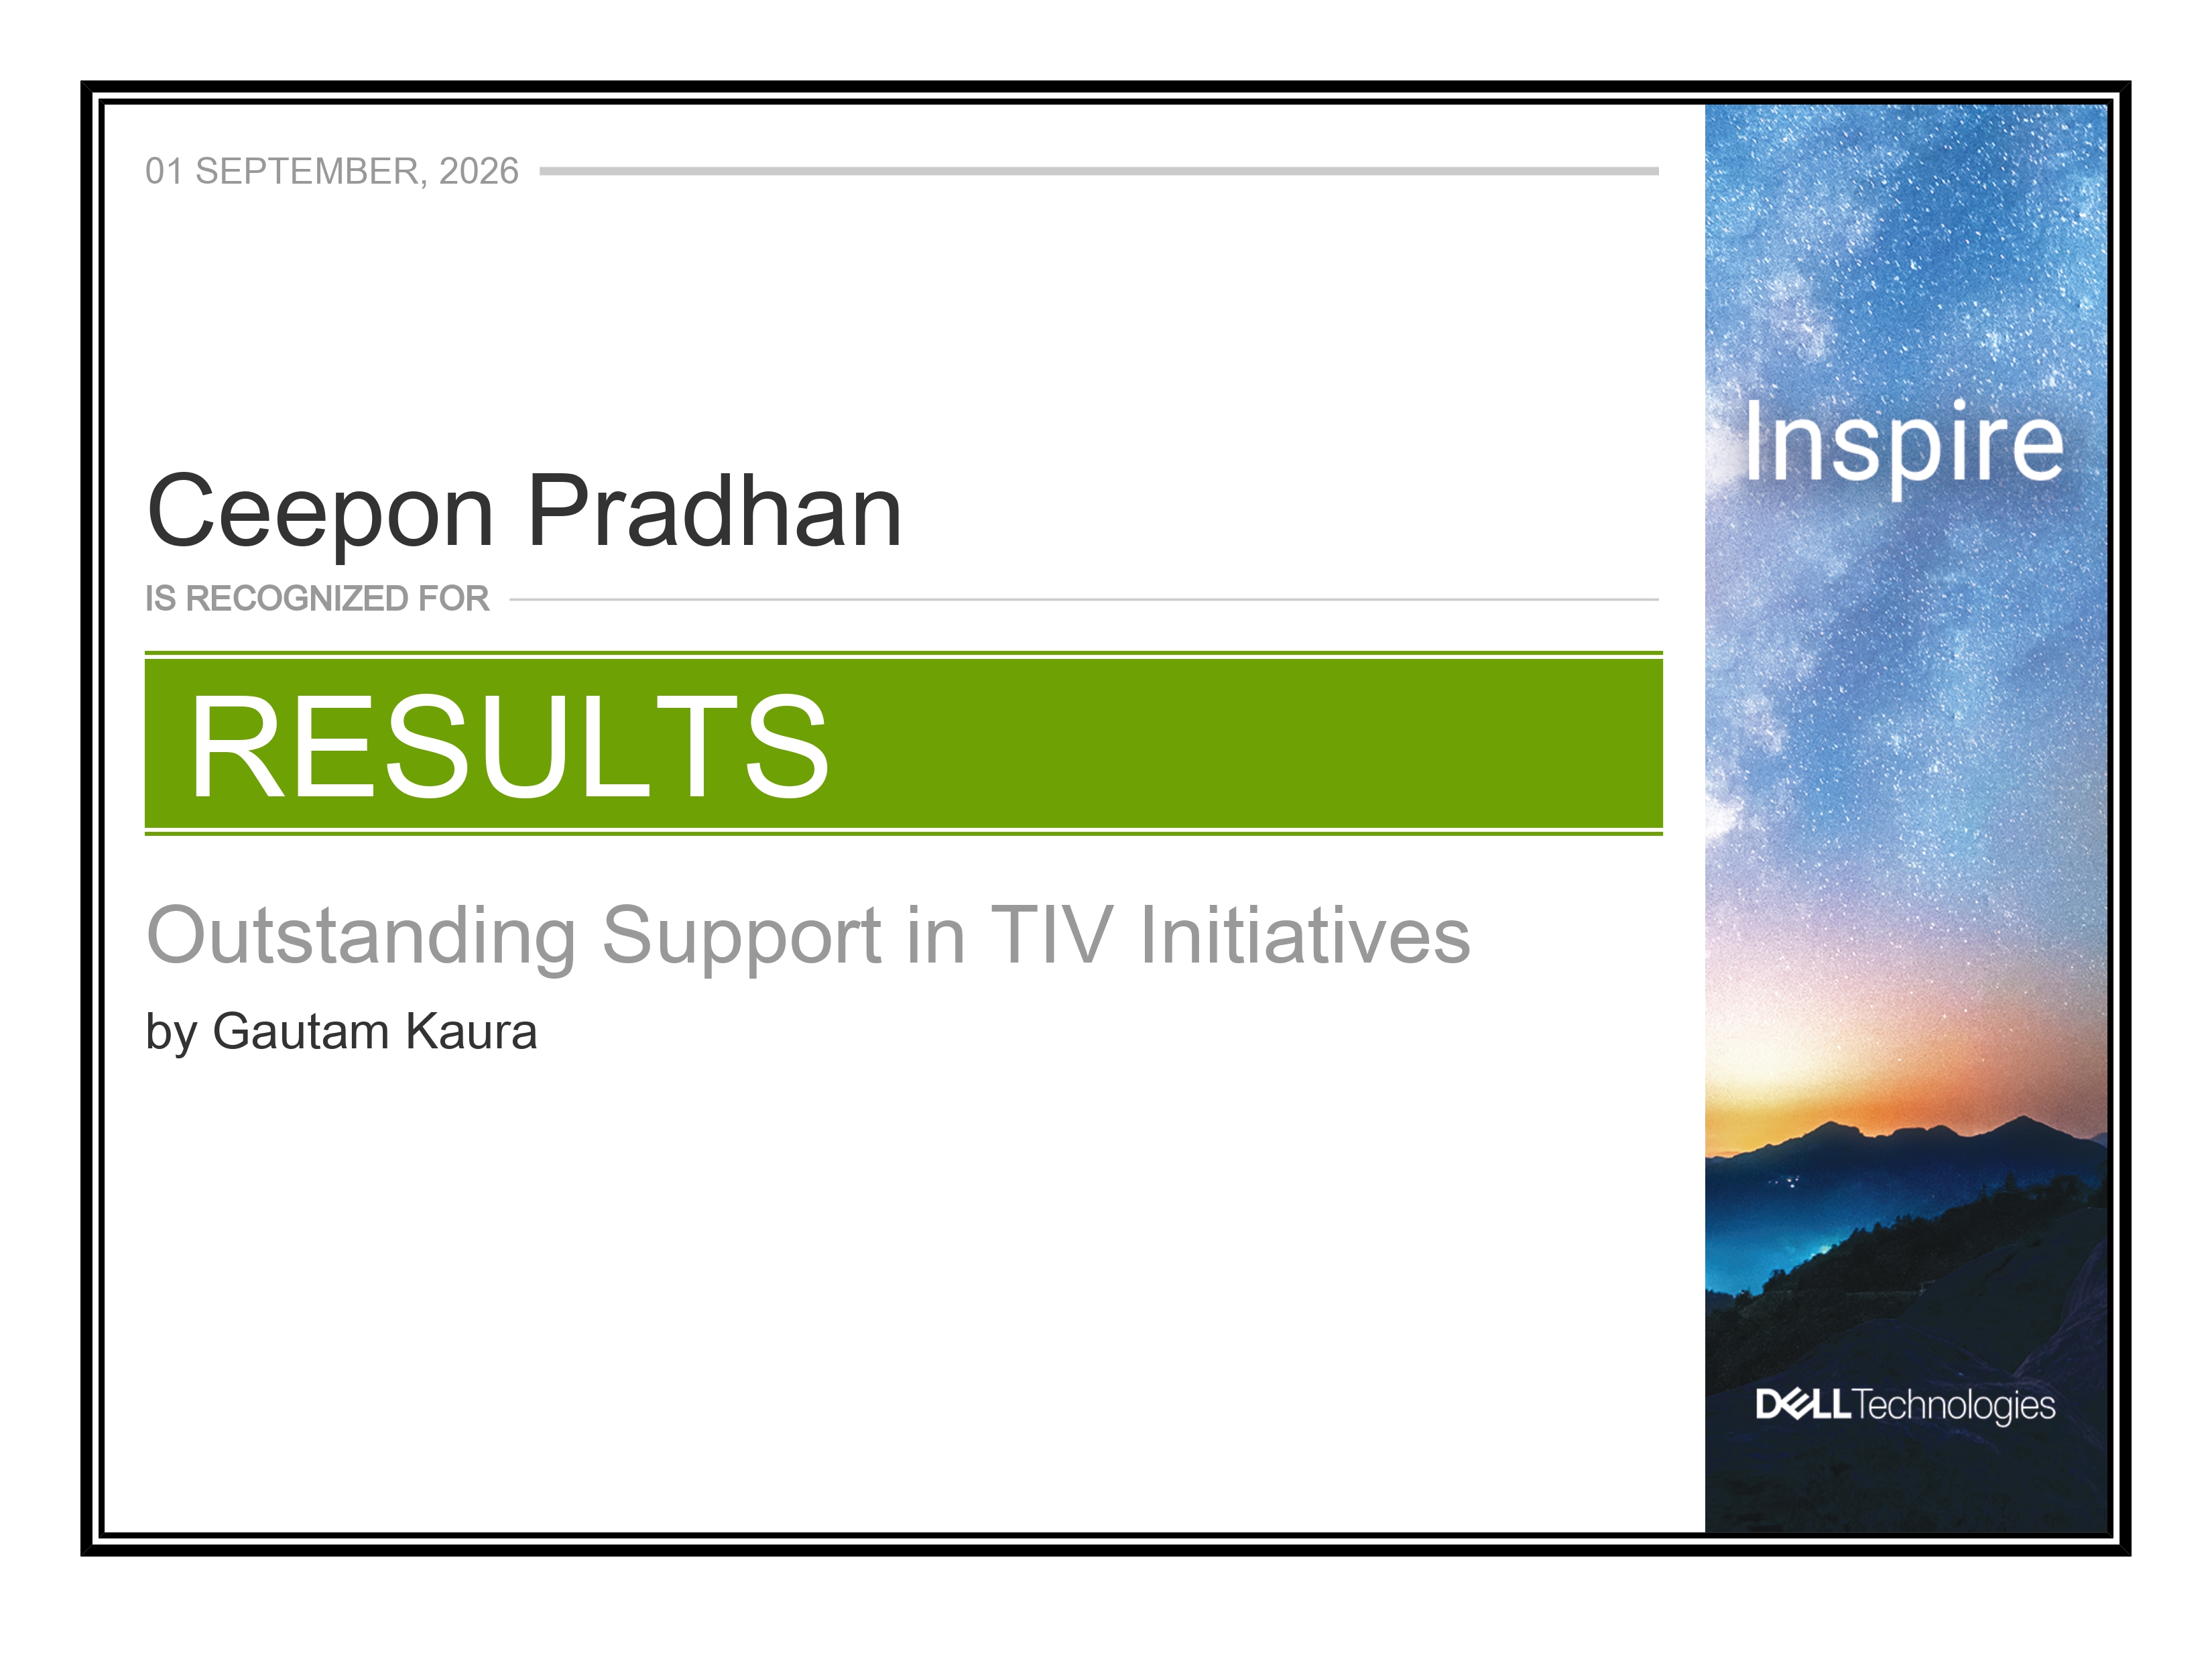 01 SEPTEMBER, 2026
Inspire
Ceepon Pradhan
IS RECOGNIZED FOR
RESULTS
Outstanding Support in TIV Initiatives
by Gautam Kaura
DELL Technologies